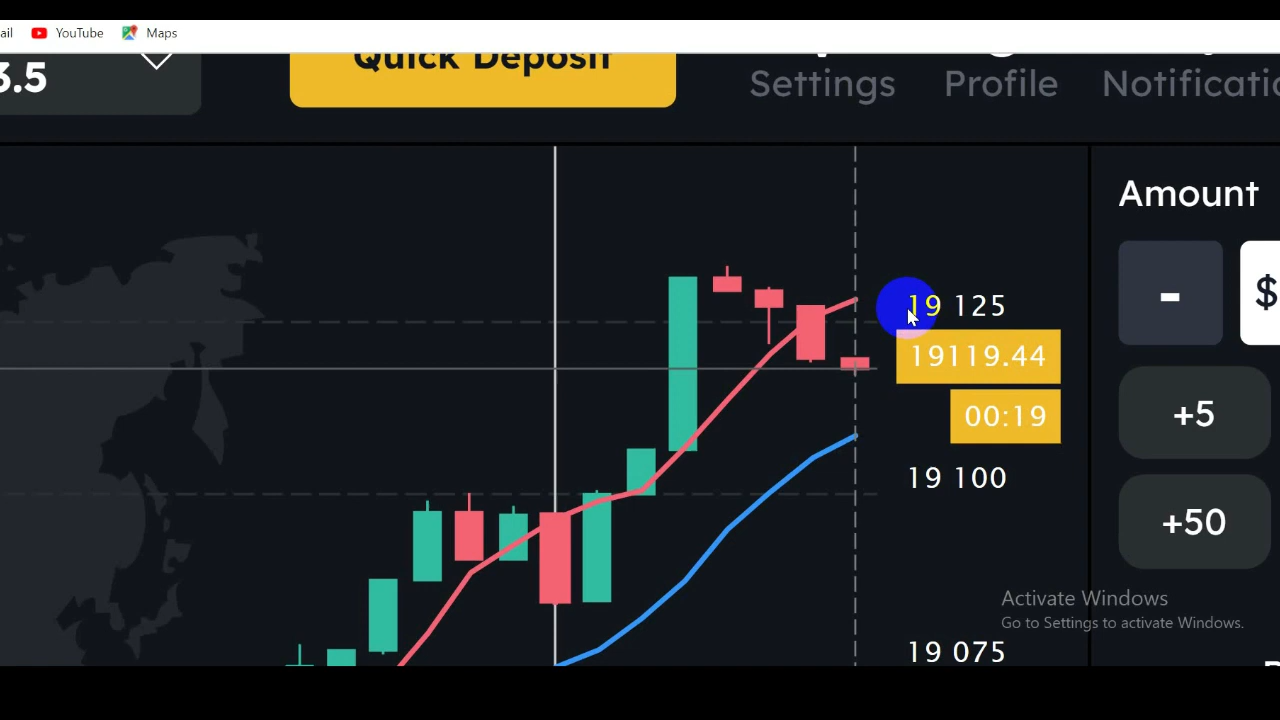 ail YouTube Maps
3.5
Quick Deposit
Settings Profile Notificatio
Amount
19 125
- $
19119.44
00:19
+5
19 100
+50
Activate Windows
Go to Settings to activate Windows.
19 075